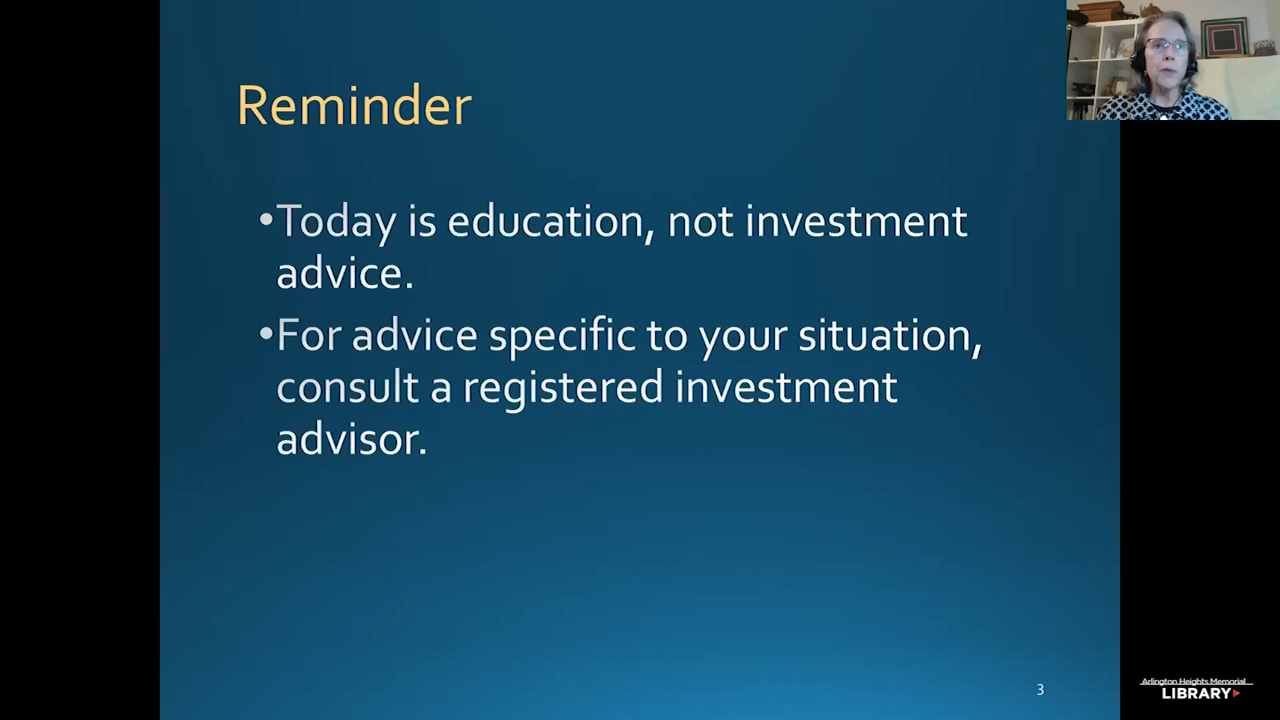 Reminder
•Today is education, not investment
advice.
•For advice specific to your situation,
consult a registered investment
advisor.
3
Arlington Heights Memorial
LIBRARY